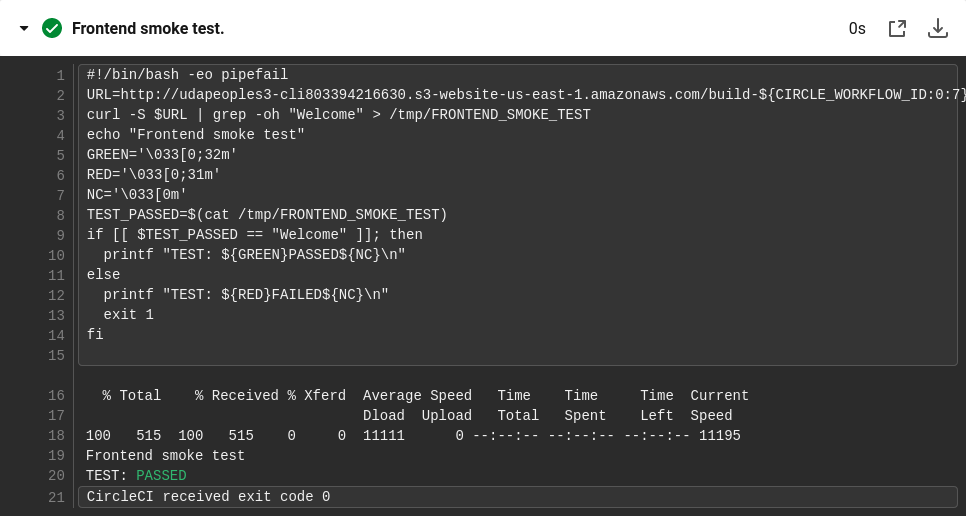 Frontend smoke test.
0s
1 #!/bin/bash -eo pipefail
2 URL=http://udapeoples3-cli803394216630.s3-website-us-east-1.amazonaws.com/build-${CIRCLE_WORKFLOW_ID:0:7}
3 curl -S $URL | grep -oh "Welcome" > /tmp/FRONTEND_SMOKE_TEST
4 echo "Frontend smoke test"
5 GREEN='\033[0;32m'
6 RED='\033[0;31m'
7 NC='\033[0m'
8 TEST_PASSED=$(cat /tmp/FRONTEND_SMOKE_TEST)
9 if [[ $TEST_PASSED == "Welcome" ]]; then
10   printf "TEST: ${GREEN}PASSED${NC}\n"
11 else
12   printf "TEST: ${RED}FAILED${NC}\n"
13   exit 1
14 fi
15
16   % Total    % Received % Xferd  Average Speed   Time    Time     Time  Current
17                                  Dload  Upload   Total   Spent    Left  Speed
18 100   515  100   515    0     0  11111      0 --:--:-- --:--:-- --:--:-- 11195
19 Frontend smoke test
20 TEST: PASSED
21 CircleCI received exit code 0